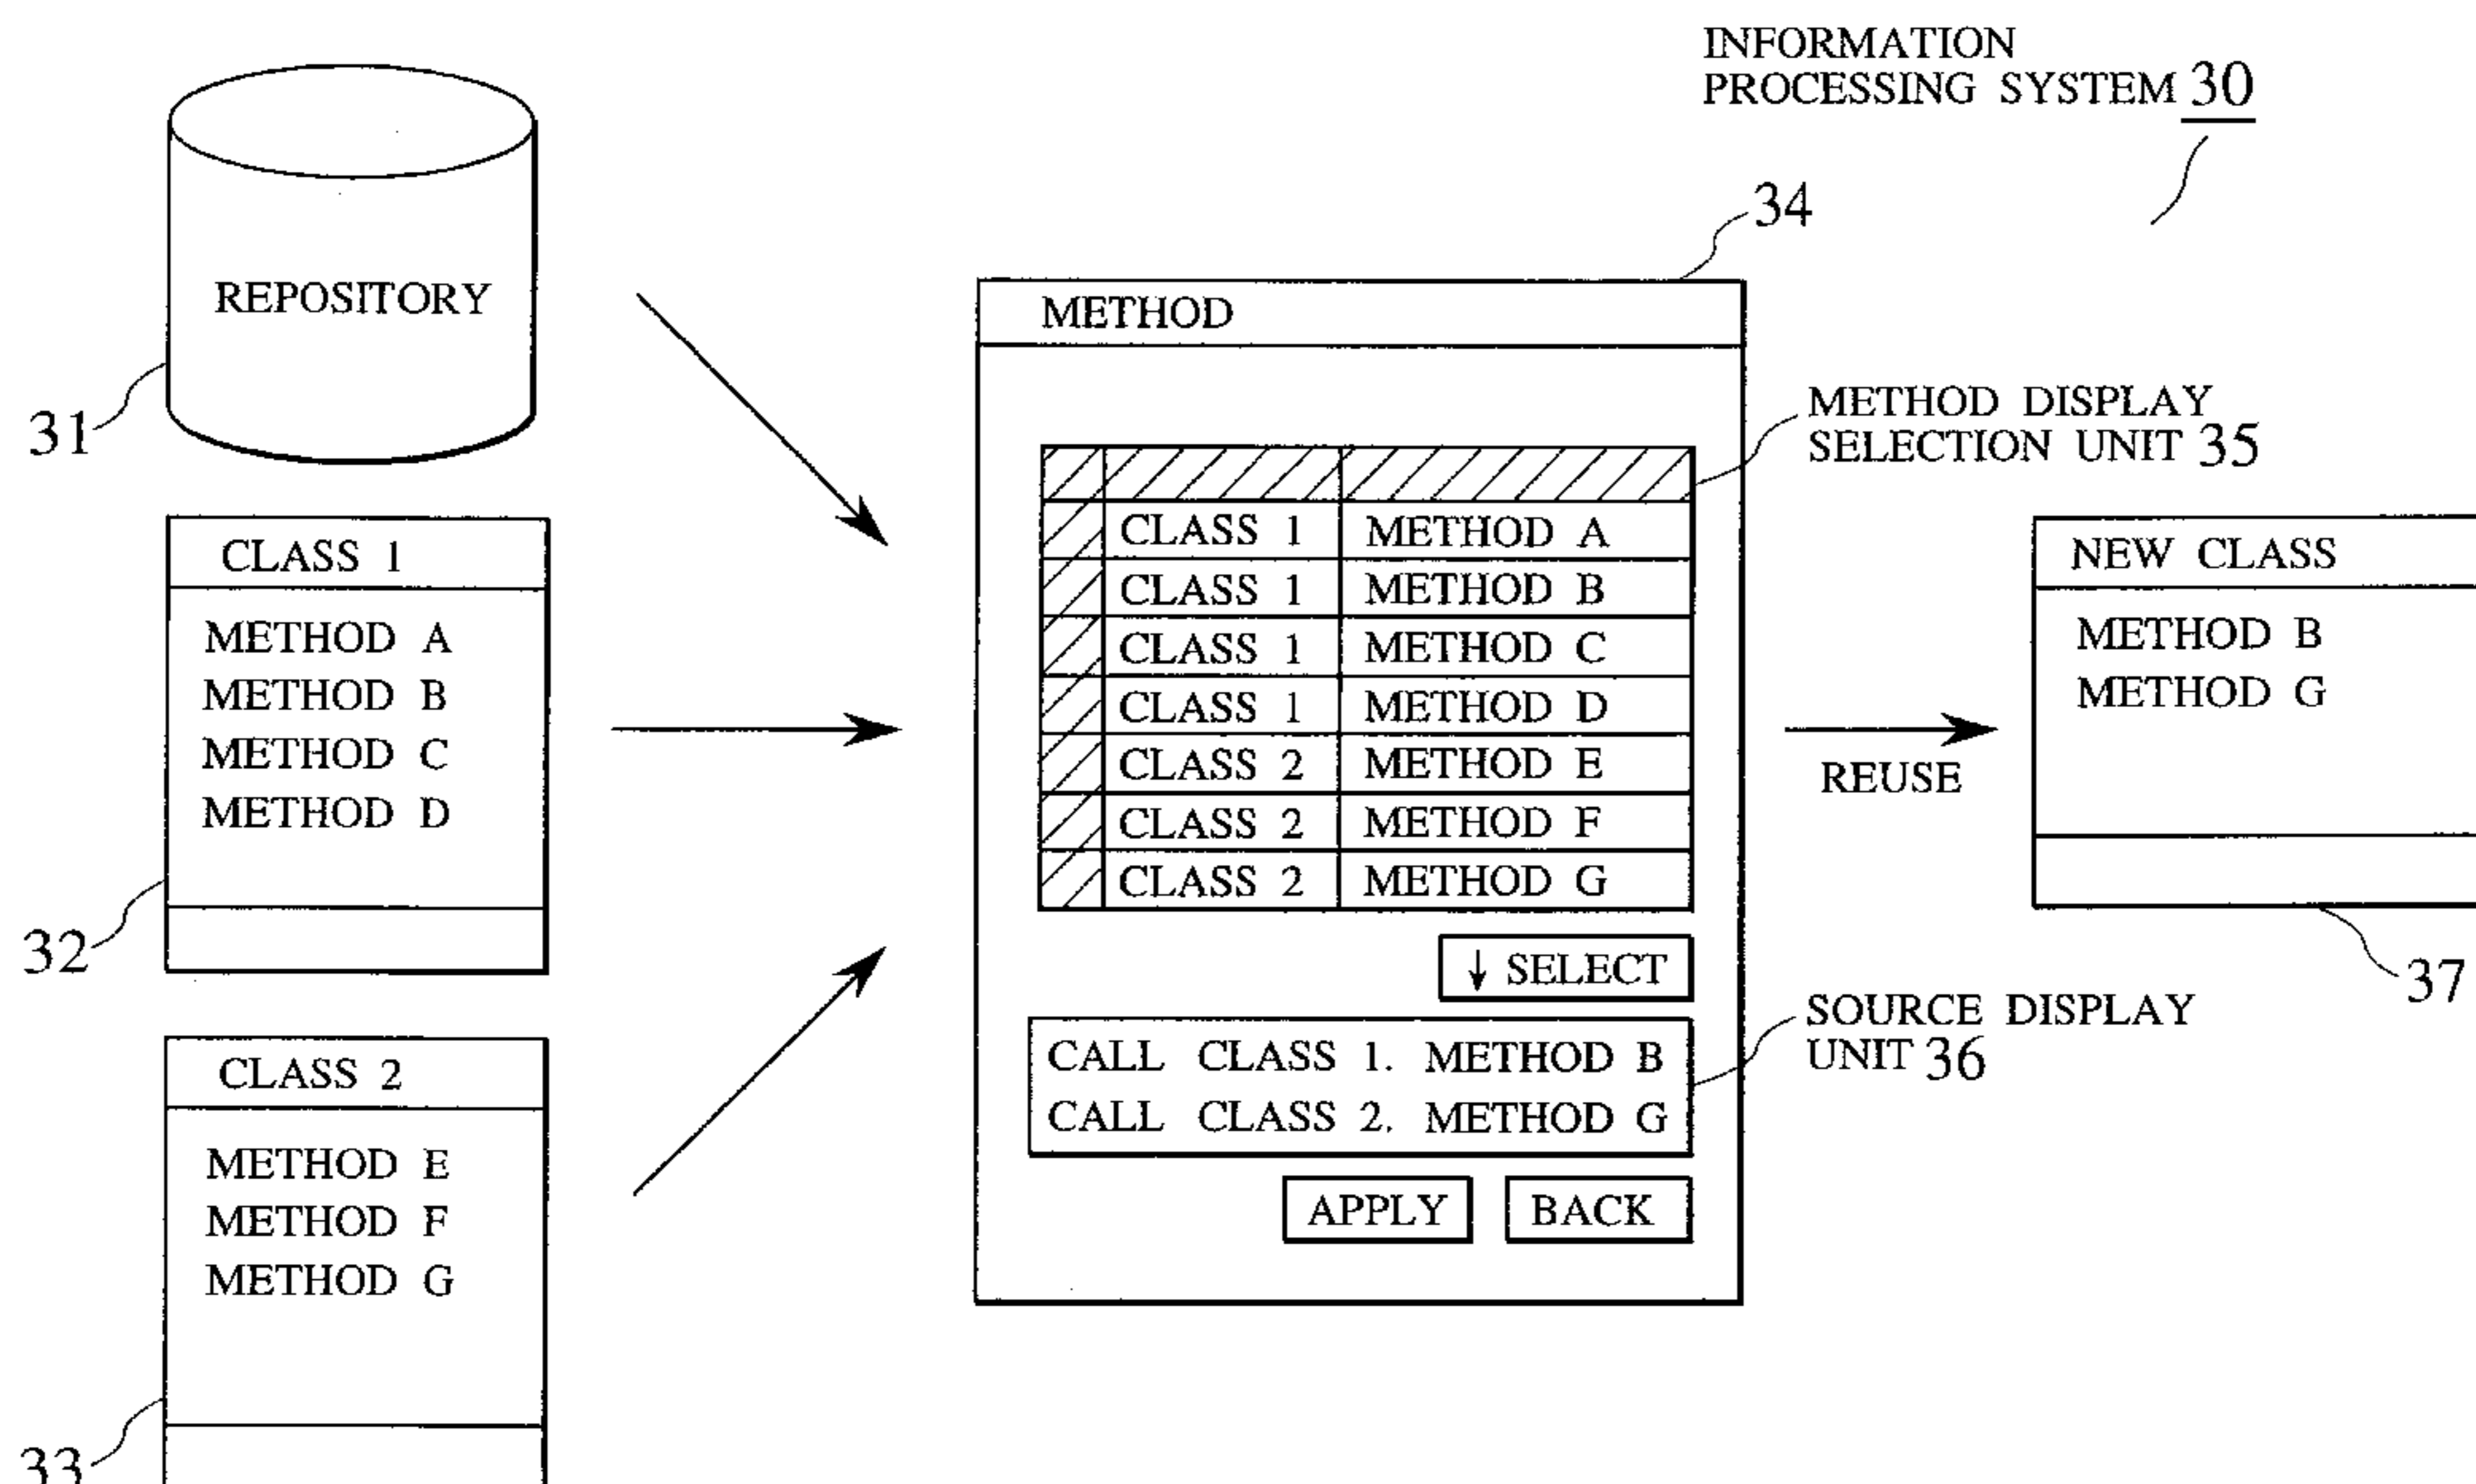 INFORMATION
PROCESSING SYSTEM 30
REPOSITORY
31
CLASS 1
METHOD A
METHOD B
METHOD C
METHOD D
32
CLASS 2
METHOD E
METHOD F
METHOD G
33
34
METHOD
METHOD DISPLAY
SELECTION UNIT 35
CLASS 1 METHOD A
CLASS 1 METHOD B
CLASS 1 METHOD C
CLASS 1 METHOD D
CLASS 2 METHOD E
CLASS 2 METHOD F
CLASS 2 METHOD G
↓ SELECT
SOURCE DISPLAY
UNIT 36
CALL CLASS 1. METHOD B
CALL CLASS 2. METHOD G
APPLY BACK
REUSE
NEW CLASS
METHOD B
METHOD G
37